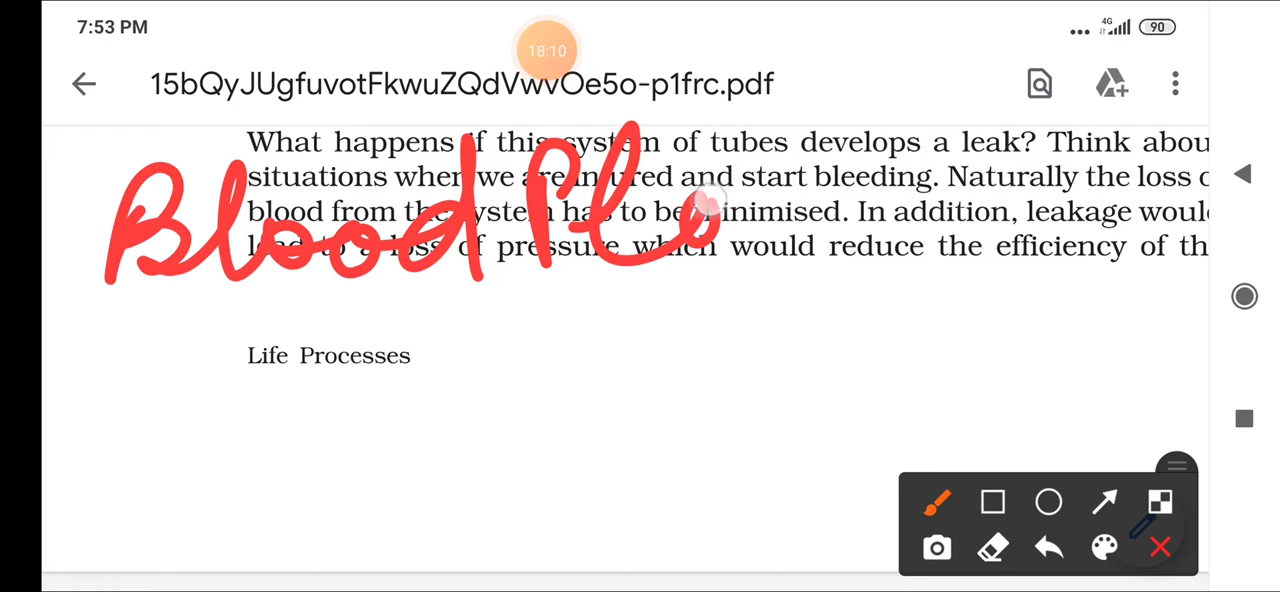 7:53 PM 18:10 4G 90
15bQyJUgfuvotFkwuZQdVwvOe5o-p1frc.pdf
What happens if this system of tubes develops a leak? Think abou
situations when we are injured and start bleeding. Naturally the loss o
blood from the system has to be minimised. In addition, leakage woul
lead to a loss of pressure which would reduce the efficiency of th
Blood
Life Processes